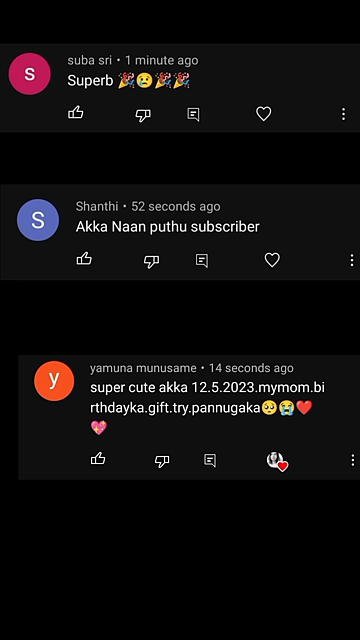 S
suba sri • 1 minute ago
Superb 🎉😢🎉🎉
S
Shanthi • 52 seconds ago
Akka Naan puthu subscriber
y
yamuna munusame • 14 seconds ago
super cute akka 12.5.2023.mymom.bi
rthdayka.gift.try.pannugaka🥺😭❤️
💖